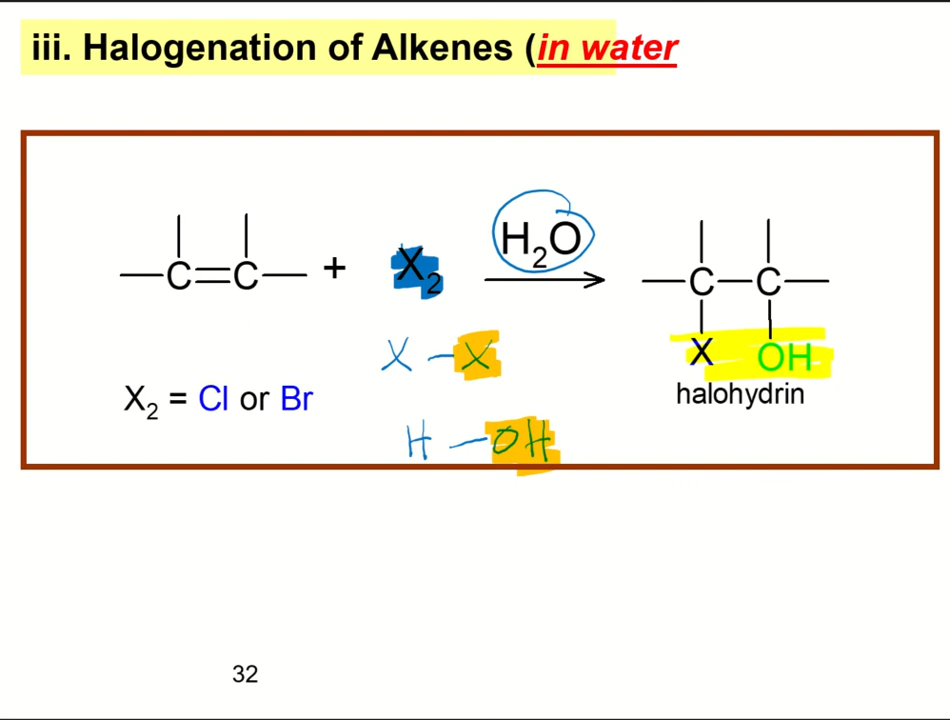 iii. Halogenation of Alkenes (in water
—C=C— + X₂ H₂O —C—C—
X—X X OH
X₂ = Cl or Br halohydrin
H—OH
32